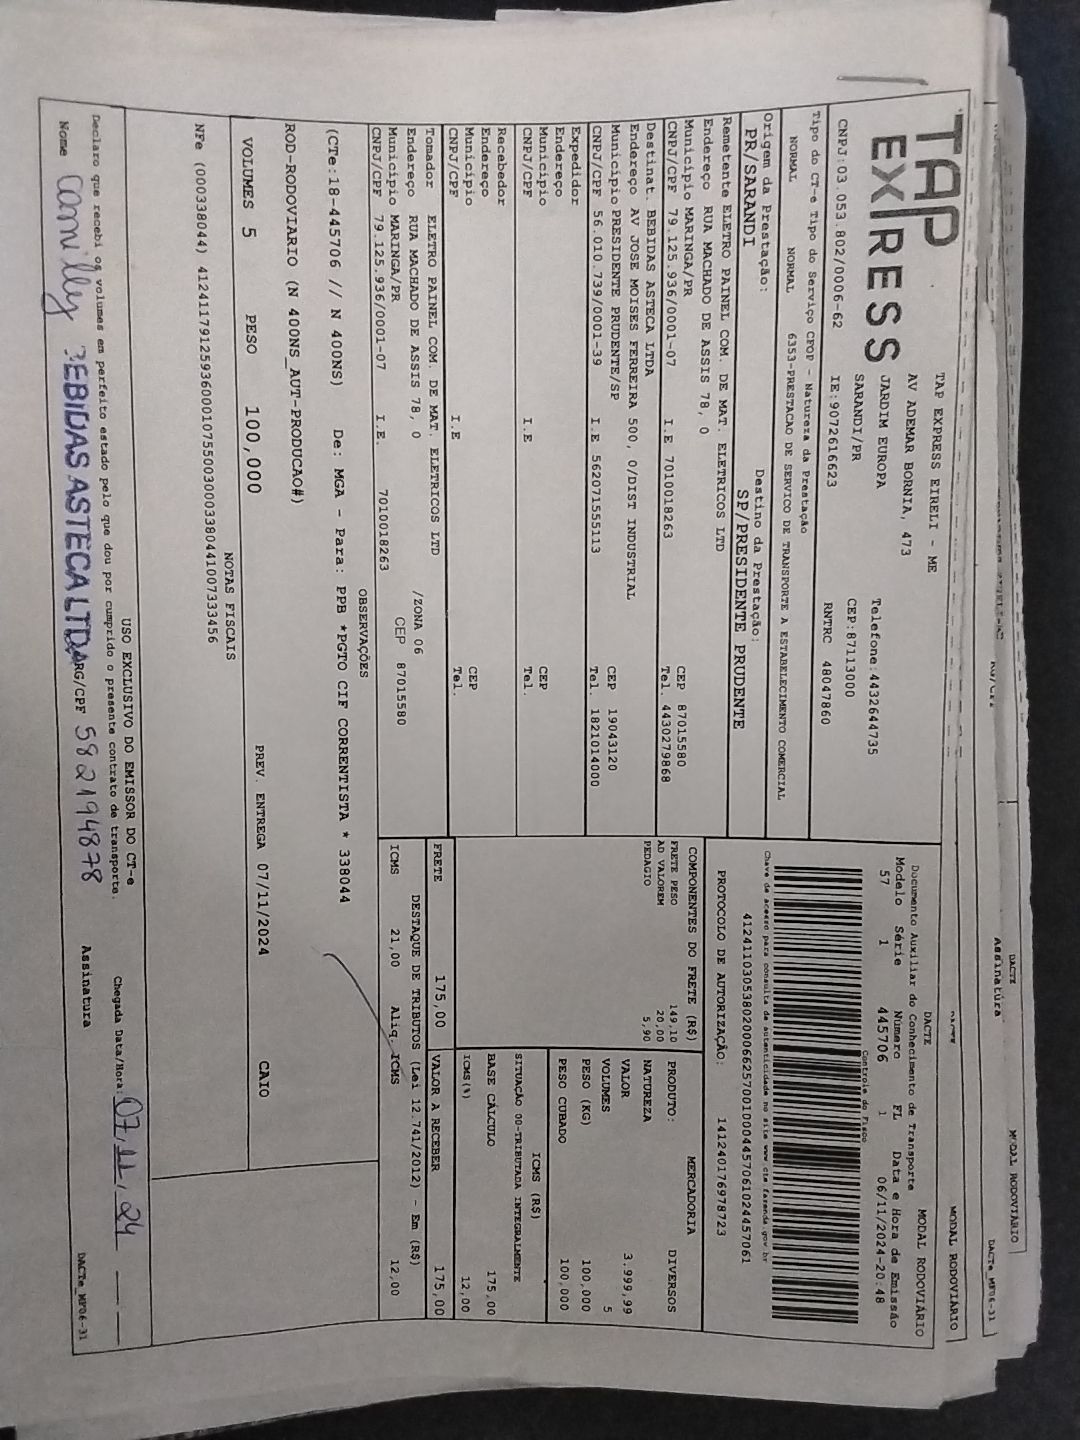 TAP
EXPRESS
TAP EXPRESS EIRELI - ME
AV ADEMAR BORNIA, 473
JARDIM EUROPA
SARANDI/PR
Telefone:4432644735
CEP:87113000
CNPJ:03.053.802/0006-62
IE:9072616623
RNTRC 48047860
DACTE
MODAL RODOVIÁRIO
Documento Auxiliar do Conhecimento de Transporte
Modelo Série Número FL Data e Hora de Emissão
57 1 445706 1 06/11/2024-20:48
Controle do Fisco
Chave de acesso para consulta de autenticidade no site www.cte.fazenda.gov.br
41241103053802000662570010004457061024457061
PROTOCOLO DE AUTORIZAÇÃO: 141240176978723
Tipo do CT-e Tipo do Serviço CFOP - Natureza da Prestação
NORMAL NORMAL 6353-PRESTACAO DE SERVICO DE TRANSPORTE A ESTABELECIMENTO COMERCIAL
Origem da Prestação: Destino da Prestação:
PR/SARANDI SP/PRESIDENTE PRUDENTE
Remetente ELETRO PAINEL COM. DE MAT. ELETRICOS LTD
Endereço RUA MACHADO DE ASSIS 78, 0
Município MARINGA/PR CEP 87015580
CNPJ/CPF 79.125.936/0001-07 I.E 7010018263 Tel. 4430279868
Destinat. BEBIDAS ASTECA LTDA
Endereço AV JOSE MOISES FERREIRA 500, 0/DIST INDUSTRIAL
Município PRESIDENTE PRUDENTE/SP CEP 19043120
CNPJ/CPF 56.010.739/0001-39 I.E 562071555113 Tel. 1821014000
Expedidor
Endereço
Município CEP
CNPJ/CPF I.E Tel.
Recebedor
Endereço
Município CEP
CNPJ/CPF I.E Tel.
Tomador ELETRO PAINEL COM. DE MAT. ELETRICOS LTD
Endereço RUA MACHADO DE ASSIS 78, 0 /ZONA 06
Município MARINGA/PR CEP 87015580
CNPJ/CPF 79.125.936/0001-07 I.E. 7010018263
COMPONENTES DO FRETE (R$)
FRETE PESO 149,10
AD VALOREM 20,00
PEDAGIO 5,90
MERCADORIA
PRODUTO: DIVERSOS
NATUREZA
VALOR 3.999,99
VOLUMES 5
PESO (KG) 100,000
PESO CUBADO 100,000
ICMS (R$)
SITUAÇÃO 00-TRIBUTADA INTEGRALMENTE
BASE CÁLCULO 175,00
ICMS(%) 12,00
FRETE 175,00 VALOR A RECEBER 175,00
DESTAQUE DE TRIBUTOS (Lei 12.741/2012) - Em (R$)
ICMS 21,00 Aliq. ICMS 12,00
OBSERVAÇÕES
(CTe:18-445706 // N 400NS) De: MGA - Para: PPB *PGTO CIF CORRENTISTA * 338044
ROD-RODOVIARIO (N 400NS_AUT-PRODUCAO#)
VOLUMES 5 PESO 100,000 PREV. ENTREGA 07/11/2024 CAIO
NOTAS FISCAIS
NFe (000338044) 41241179125936000107550030003380441007333456
USO EXCLUSIVO DO EMISSOR DO CT-e
Declaro que recebi os volumes em perfeito estado pelo que dou por cumprido o presente contrato de transporte.
Chegada Data/Hora: 07/11/24
Nome Camilly BEBIDAS ASTECA LTDA RG/CPF 582194878 Assinatura
DACTe_MF06-31